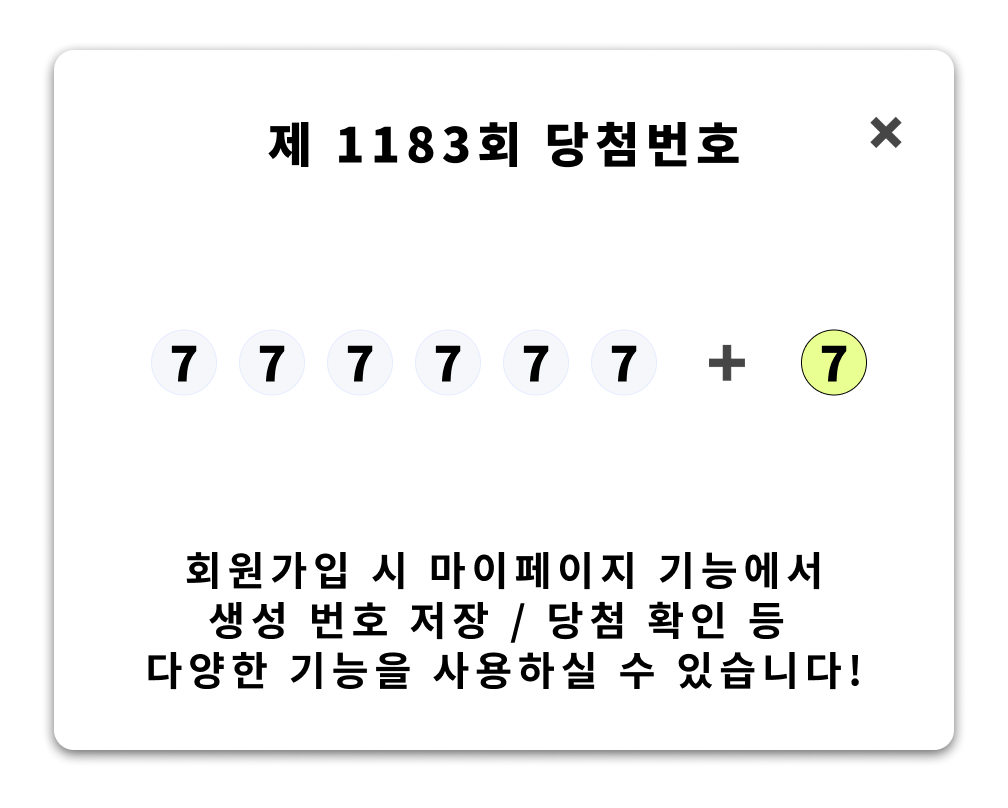 제 1183회 당첨번호 ×
7 7 7 7 7 7 + 7
회원가입 시 마이페이지 기능에서
생성 번호 저장 / 당첨 확인 등
다양한 기능을 사용하실 수 있습니다!